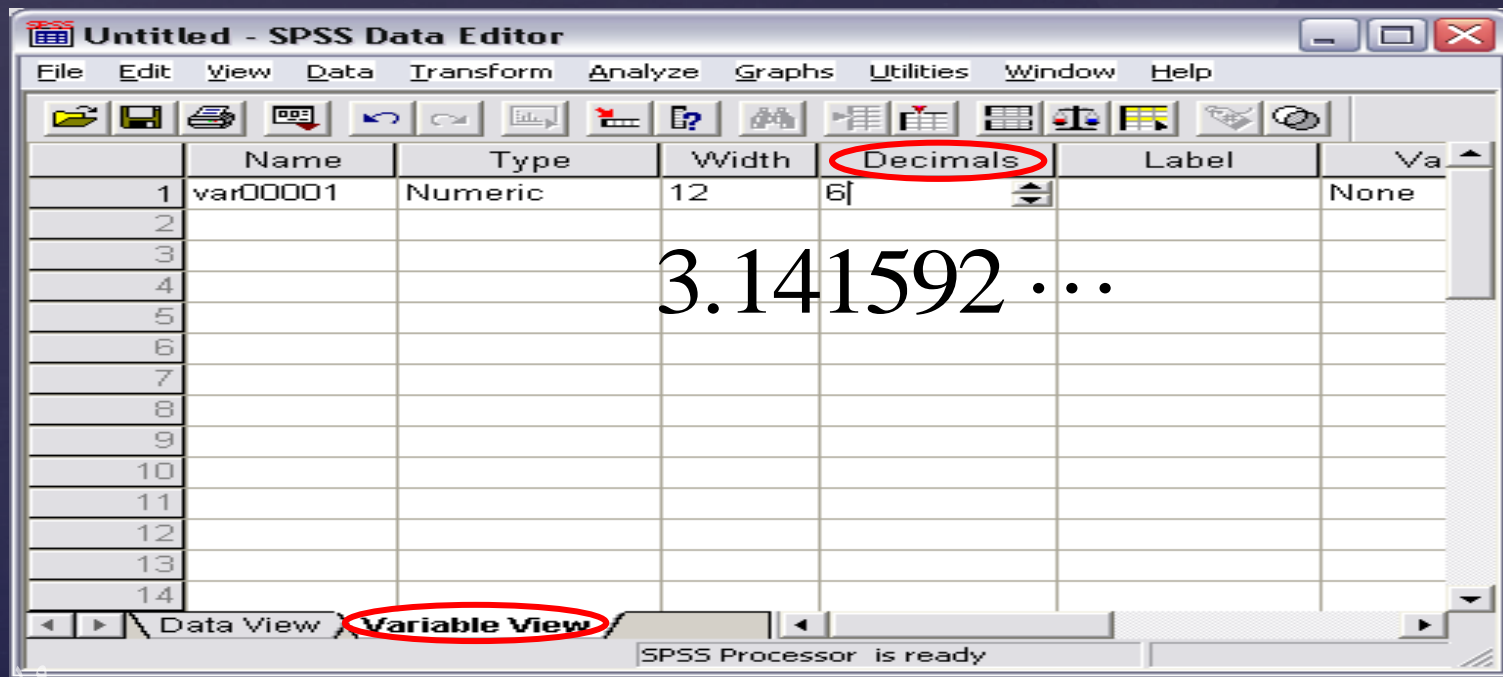 SPSS
Untitled - SPSS Data Editor
File Edit View Data Transform Analyze Graphs Utilities Window Help
Name Type Width Decimals Label Va
1 var00001 Numeric 12 6 None
2
3
3.141592 ···
4
5
6
7
8
9
10
11
12
13
14
Data View Variable View
SPSS Processor is ready